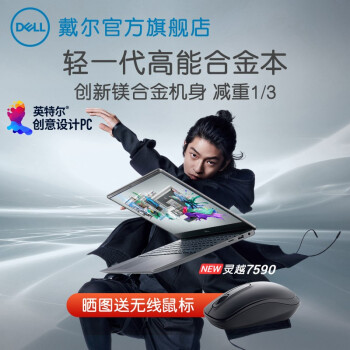 DELL 戴尔官方旗舰店
轻一代高能合金本
创新镁合金机身 减重1/3
英特尔®
创意设计PC
NEW 灵越7590
晒图送无线鼠标